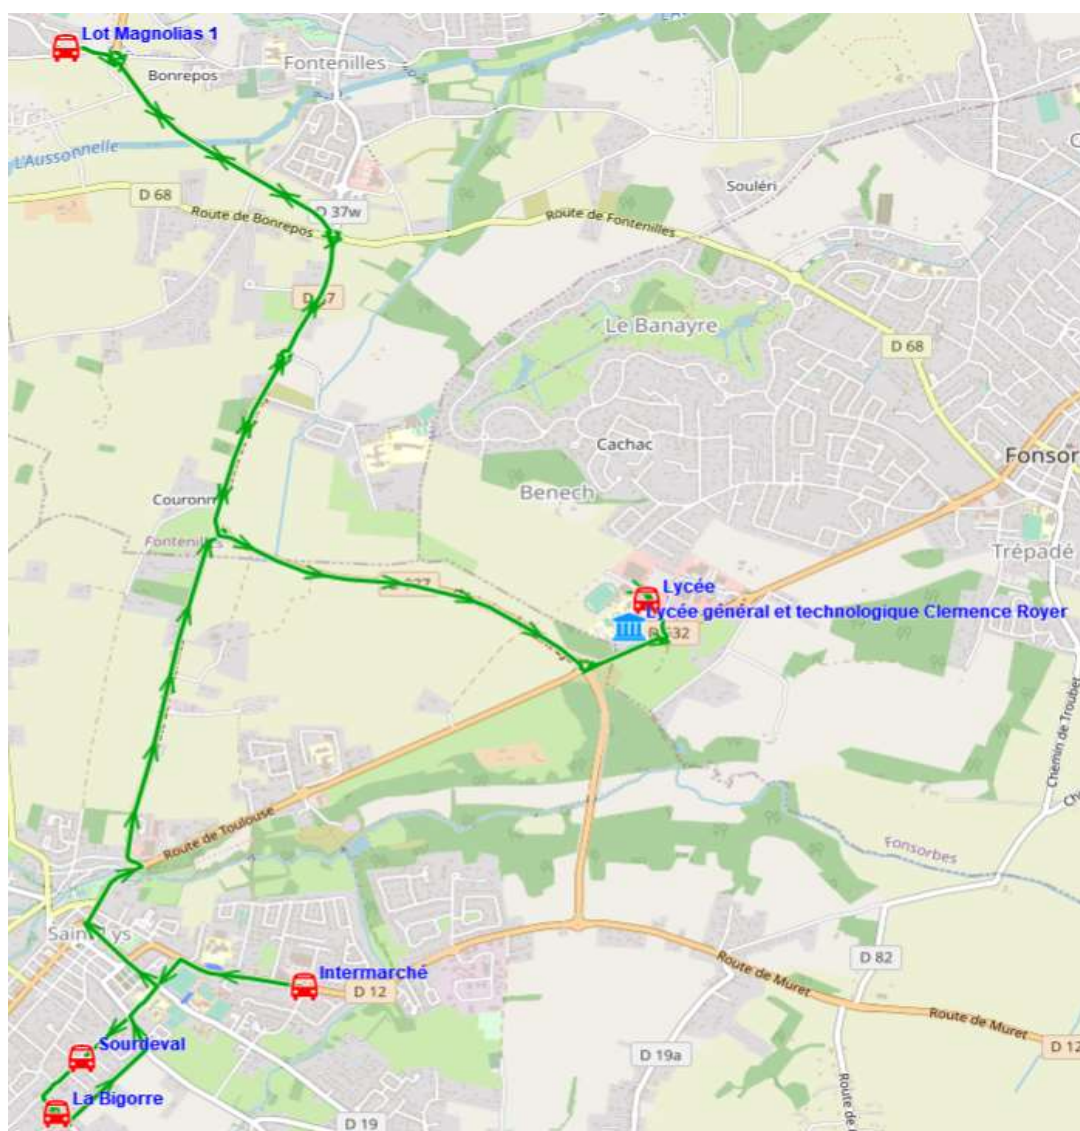 Lot Magnolias 1
Bonrepos
Fontenilles
L'Aussonnelle
Souléri
D 68
D 37w
Route de Bonrepos
Route de Fontenilles
Le Banayre
D 68
Cachac
Fonsor
Benech
Couronn
Fontenilles
Trépadé
Lycée
Lycée général et technologique Clemence Royer
Chemin de Troubet
Route de Toulouse
Fonsorbes
Saint-Lys
Intermarché
D 12
Route de Muret
D 82
Route de Muret
Sourdeval
D 19a
D 12
La Bigorre
D 19